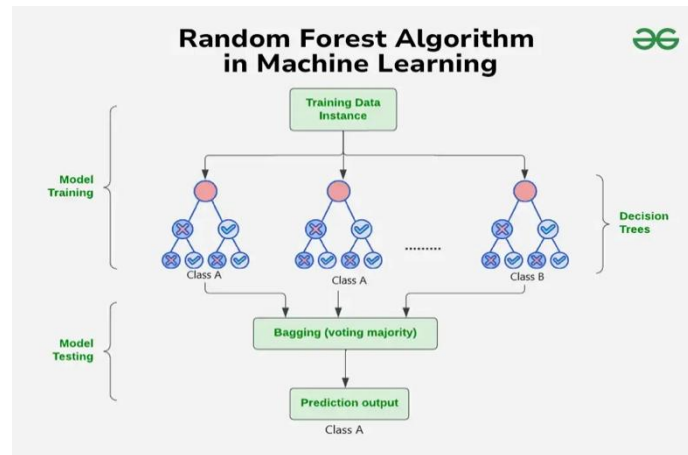 Random Forest Algorithm
in Machine Learning
Training Data
Instance
Model
Training
Decision
Trees
.........
Class A
Class A
Class B
Bagging (voting majority)
Model
Testing
Prediction output
Class A